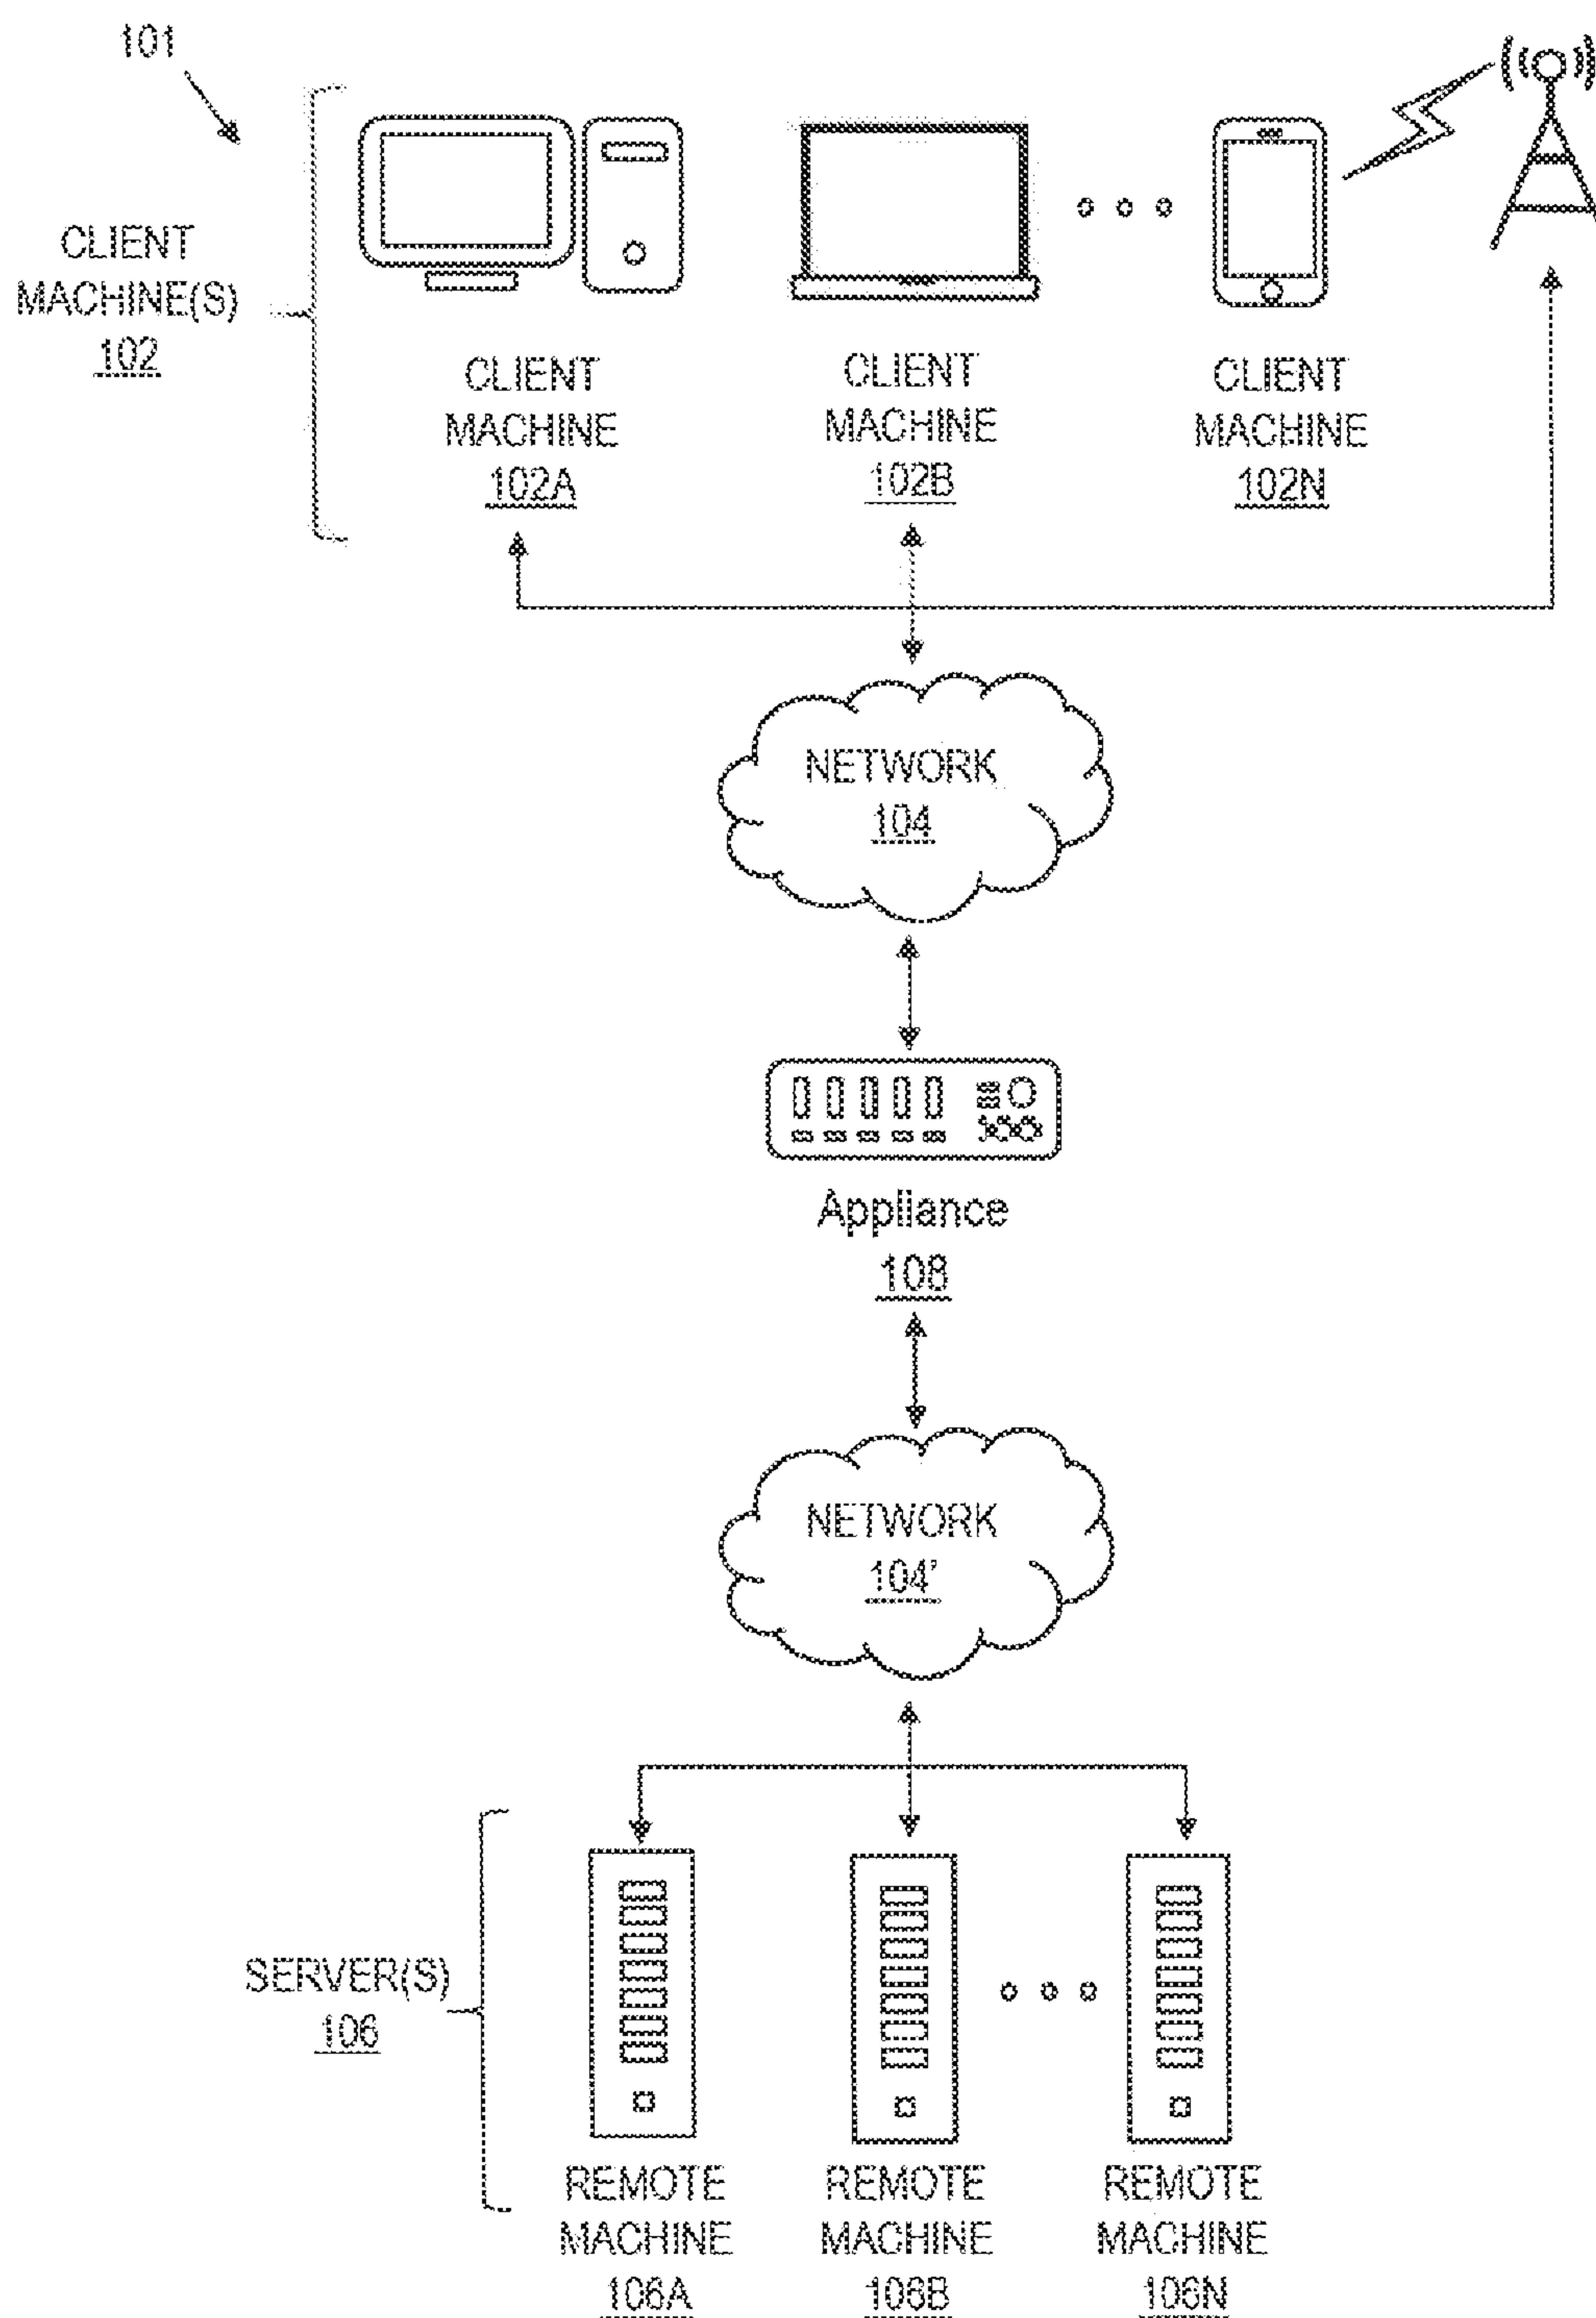 101
CLIENT
MACHINE(S)
102
CLIENT
MACHINE
102A
CLIENT
MACHINE
102B
CLIENT
MACHINE
102N
NETWORK
104
Appliance
108
NETWORK
104'
SERVER(S)
106
REMOTE
MACHINE
106A
REMOTE
MACHINE
106B
REMOTE
MACHINE
106N